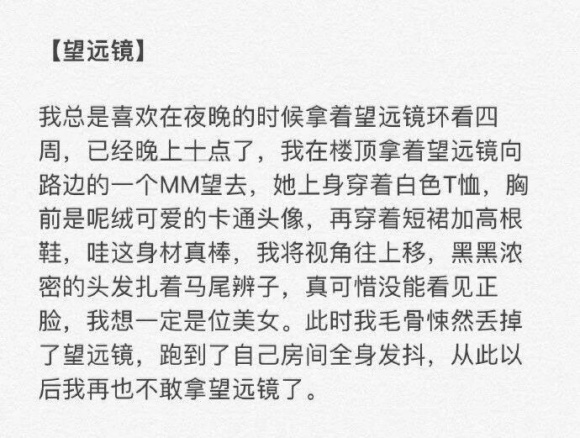 【望远镜】
我总是喜欢在夜晚的时候拿着望远镜环看四
周，已经晚上十点了，我在楼顶拿着望远镜向
路边的一个MM望去，她上身穿着白色T恤，胸
前是呢绒可爱的卡通头像，再穿着短裙加高根
鞋，哇这身材真棒，我将视角往上移，黑黑浓
密的头发扎着马尾辨子，真可惜没能看见正
脸，我想一定是位美女。此时我毛骨悚然丢掉
了望远镜，跑到了自己房间全身发抖，从此以
后我再也不敢拿望远镜了。